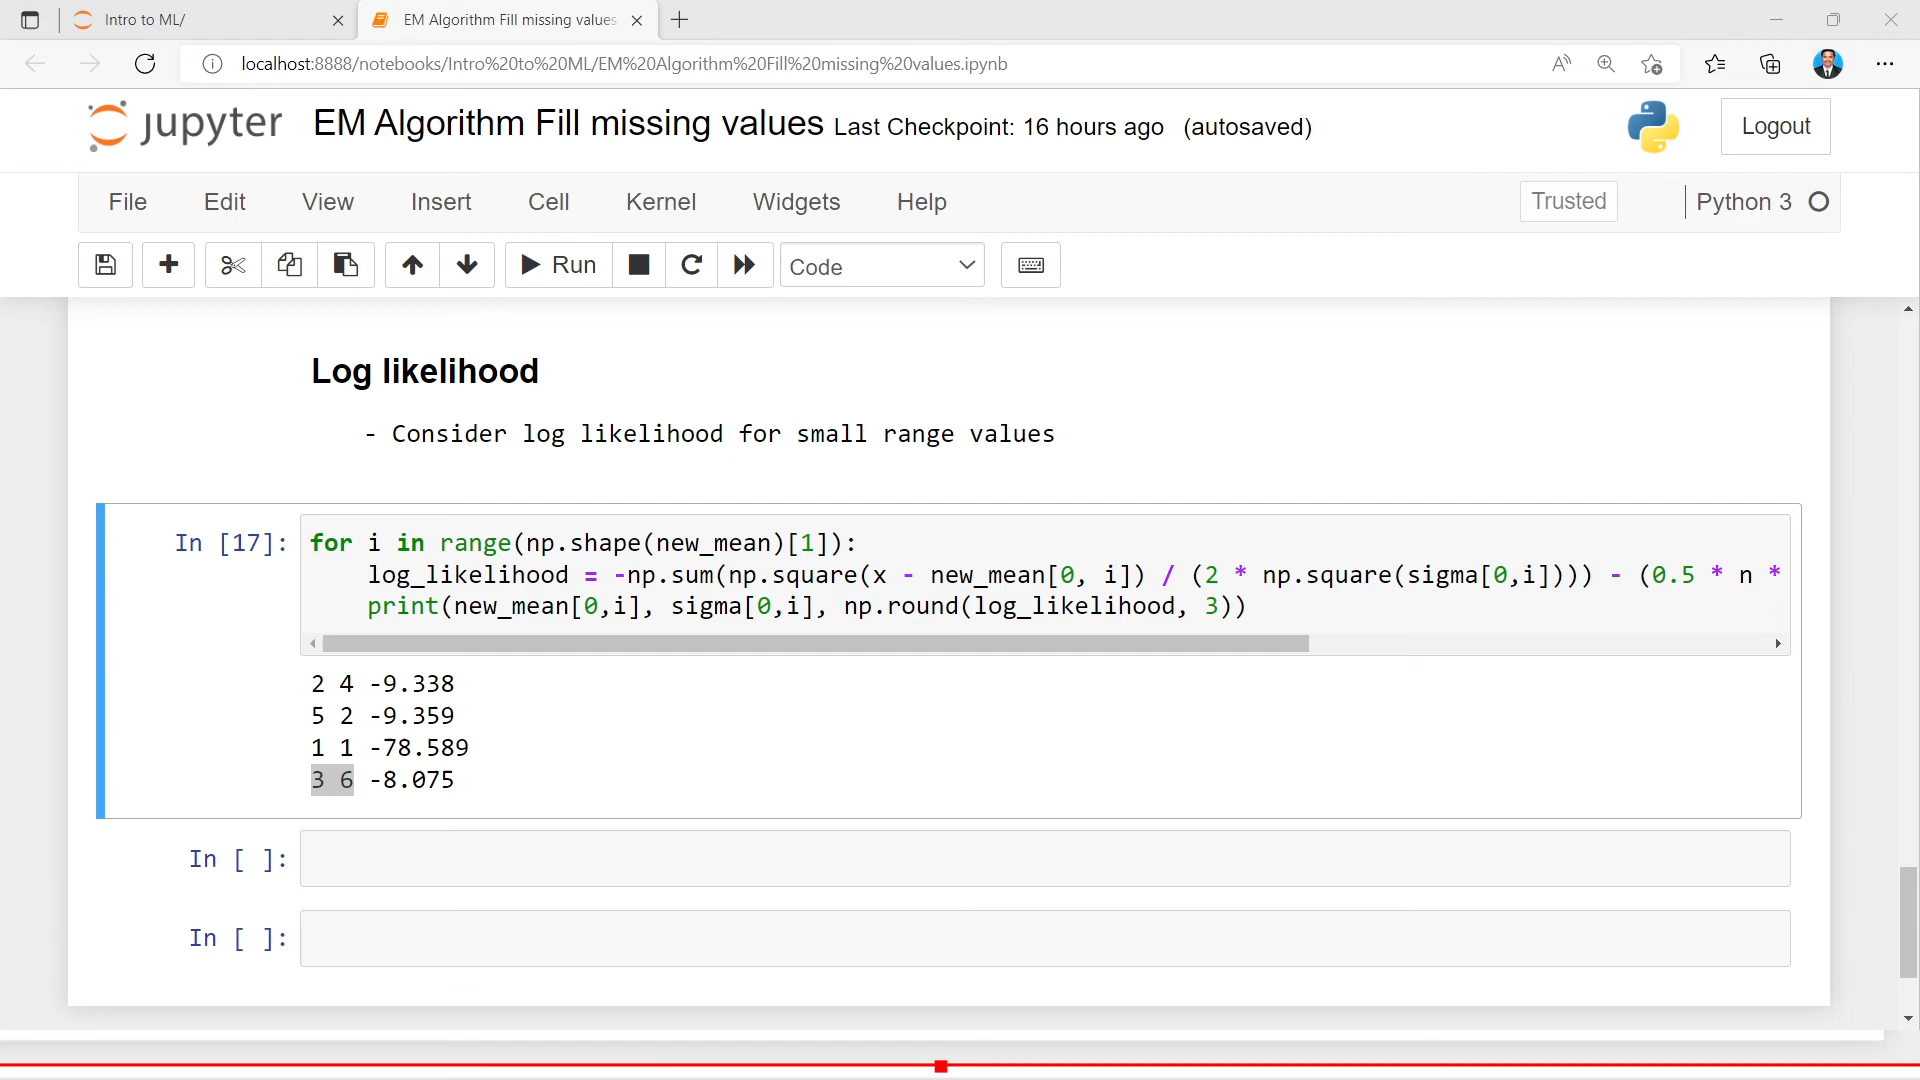 Intro to ML/
EM Algorithm Fill missing values
localhost:8888/notebooks/Intro%20to%20ML/EM%20Algorithm%20Fill%20missing%20values.ipynb
jupyter EM Algorithm Fill missing values Last Checkpoint: 16 hours ago (autosaved)
Logout
File Edit View Insert Cell Kernel Widgets Help Trusted Python 3
Run Code
Log likelihood
- Consider log likelihood for small range values
In [17]: for i in range(np.shape(new_mean)[1]):
log_likelihood = -np.sum(np.square(x - new_mean[0, i]) / (2 * np.square(sigma[0,i]))) - (0.5 * n *
print(new_mean[0,i], sigma[0,i], np.round(log_likelihood, 3))
2 4 -9.338
5 2 -9.359
1 1 -78.589
3 6 -8.075
In [ ]:
In [ ]: